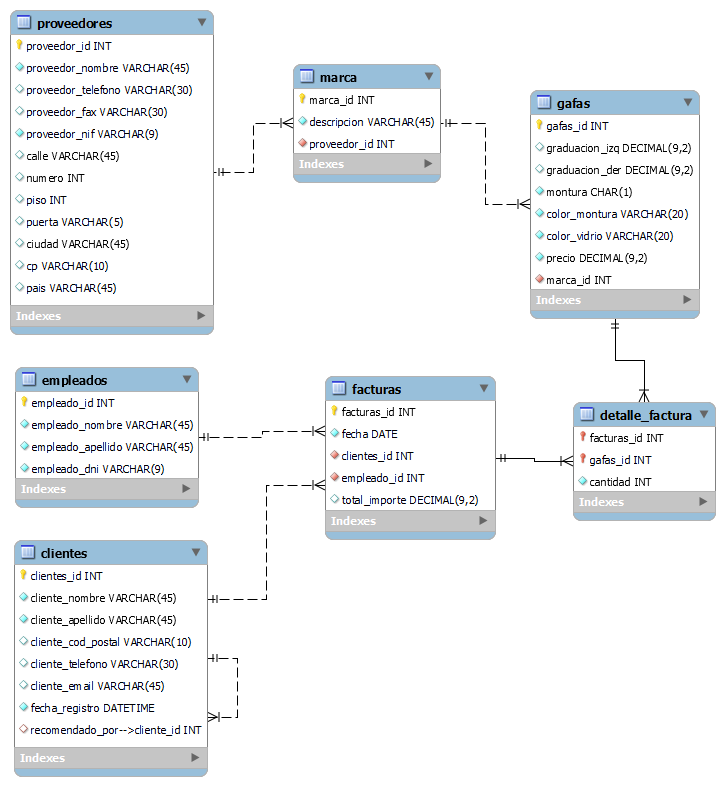 proveedores
proveedor_id INT
proveedor_nombre VARCHAR(45)
proveedor_telefono VARCHAR(30)
proveedor_fax VARCHAR(30)
proveedor_nif VARCHAR(9)
calle VARCHAR(45)
numero INT
piso INT
puerta VARCHAR(5)
ciudad VARCHAR(45)
cp VARCHAR(10)
pais VARCHAR(45)
Indexes
marca
marca_id INT
descripcion VARCHAR(45)
proveedor_id INT
Indexes
gafas
gafas_id INT
graduacion_izq DECIMAL(9,2)
graduacion_der DECIMAL(9,2)
montura CHAR(1)
color_montura VARCHAR(20)
color_vidrio VARCHAR(20)
precio DECIMAL(9,2)
marca_id INT
Indexes
empleados
empleado_id INT
empleado_nombre VARCHAR(45)
empleado_apellido VARCHAR(45)
empleado_dni VARCHAR(9)
Indexes
facturas
facturas_id INT
fecha DATE
clientes_id INT
empleado_id INT
total_importe DECIMAL(9,2)
Indexes
detalle_factura
facturas_id INT
gafas_id INT
cantidad INT
Indexes
clientes
clientes_id INT
cliente_nombre VARCHAR(45)
cliente_apellido VARCHAR(45)
cliente_cod_postal VARCHAR(10)
cliente_telefono VARCHAR(30)
cliente_email VARCHAR(45)
fecha_registro DATETIME
recomendado_por-->cliente_id INT
Indexes